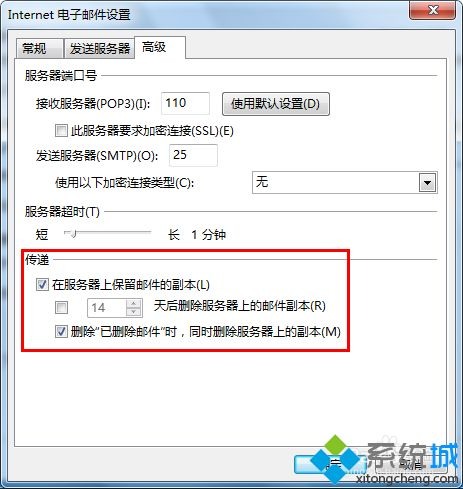 Internet 电子邮件设置
常规 发送服务器 高级
服务器端口号
接收服务器(POP3)(I): 110 使用默认设置(D)
此服务器要求加密连接(SSL)(E)
发送服务器(SMTP)(O): 25
使用以下加密连接类型(C): 无
服务器超时(T)
短 长 1 分钟
传递
在服务器上保留邮件的副本(L)
14 天后删除服务器上的邮件副本(R)
删除“已删除邮件”时，同时删除服务器上的副本(M)
取消
系统城
xitongcheng.com